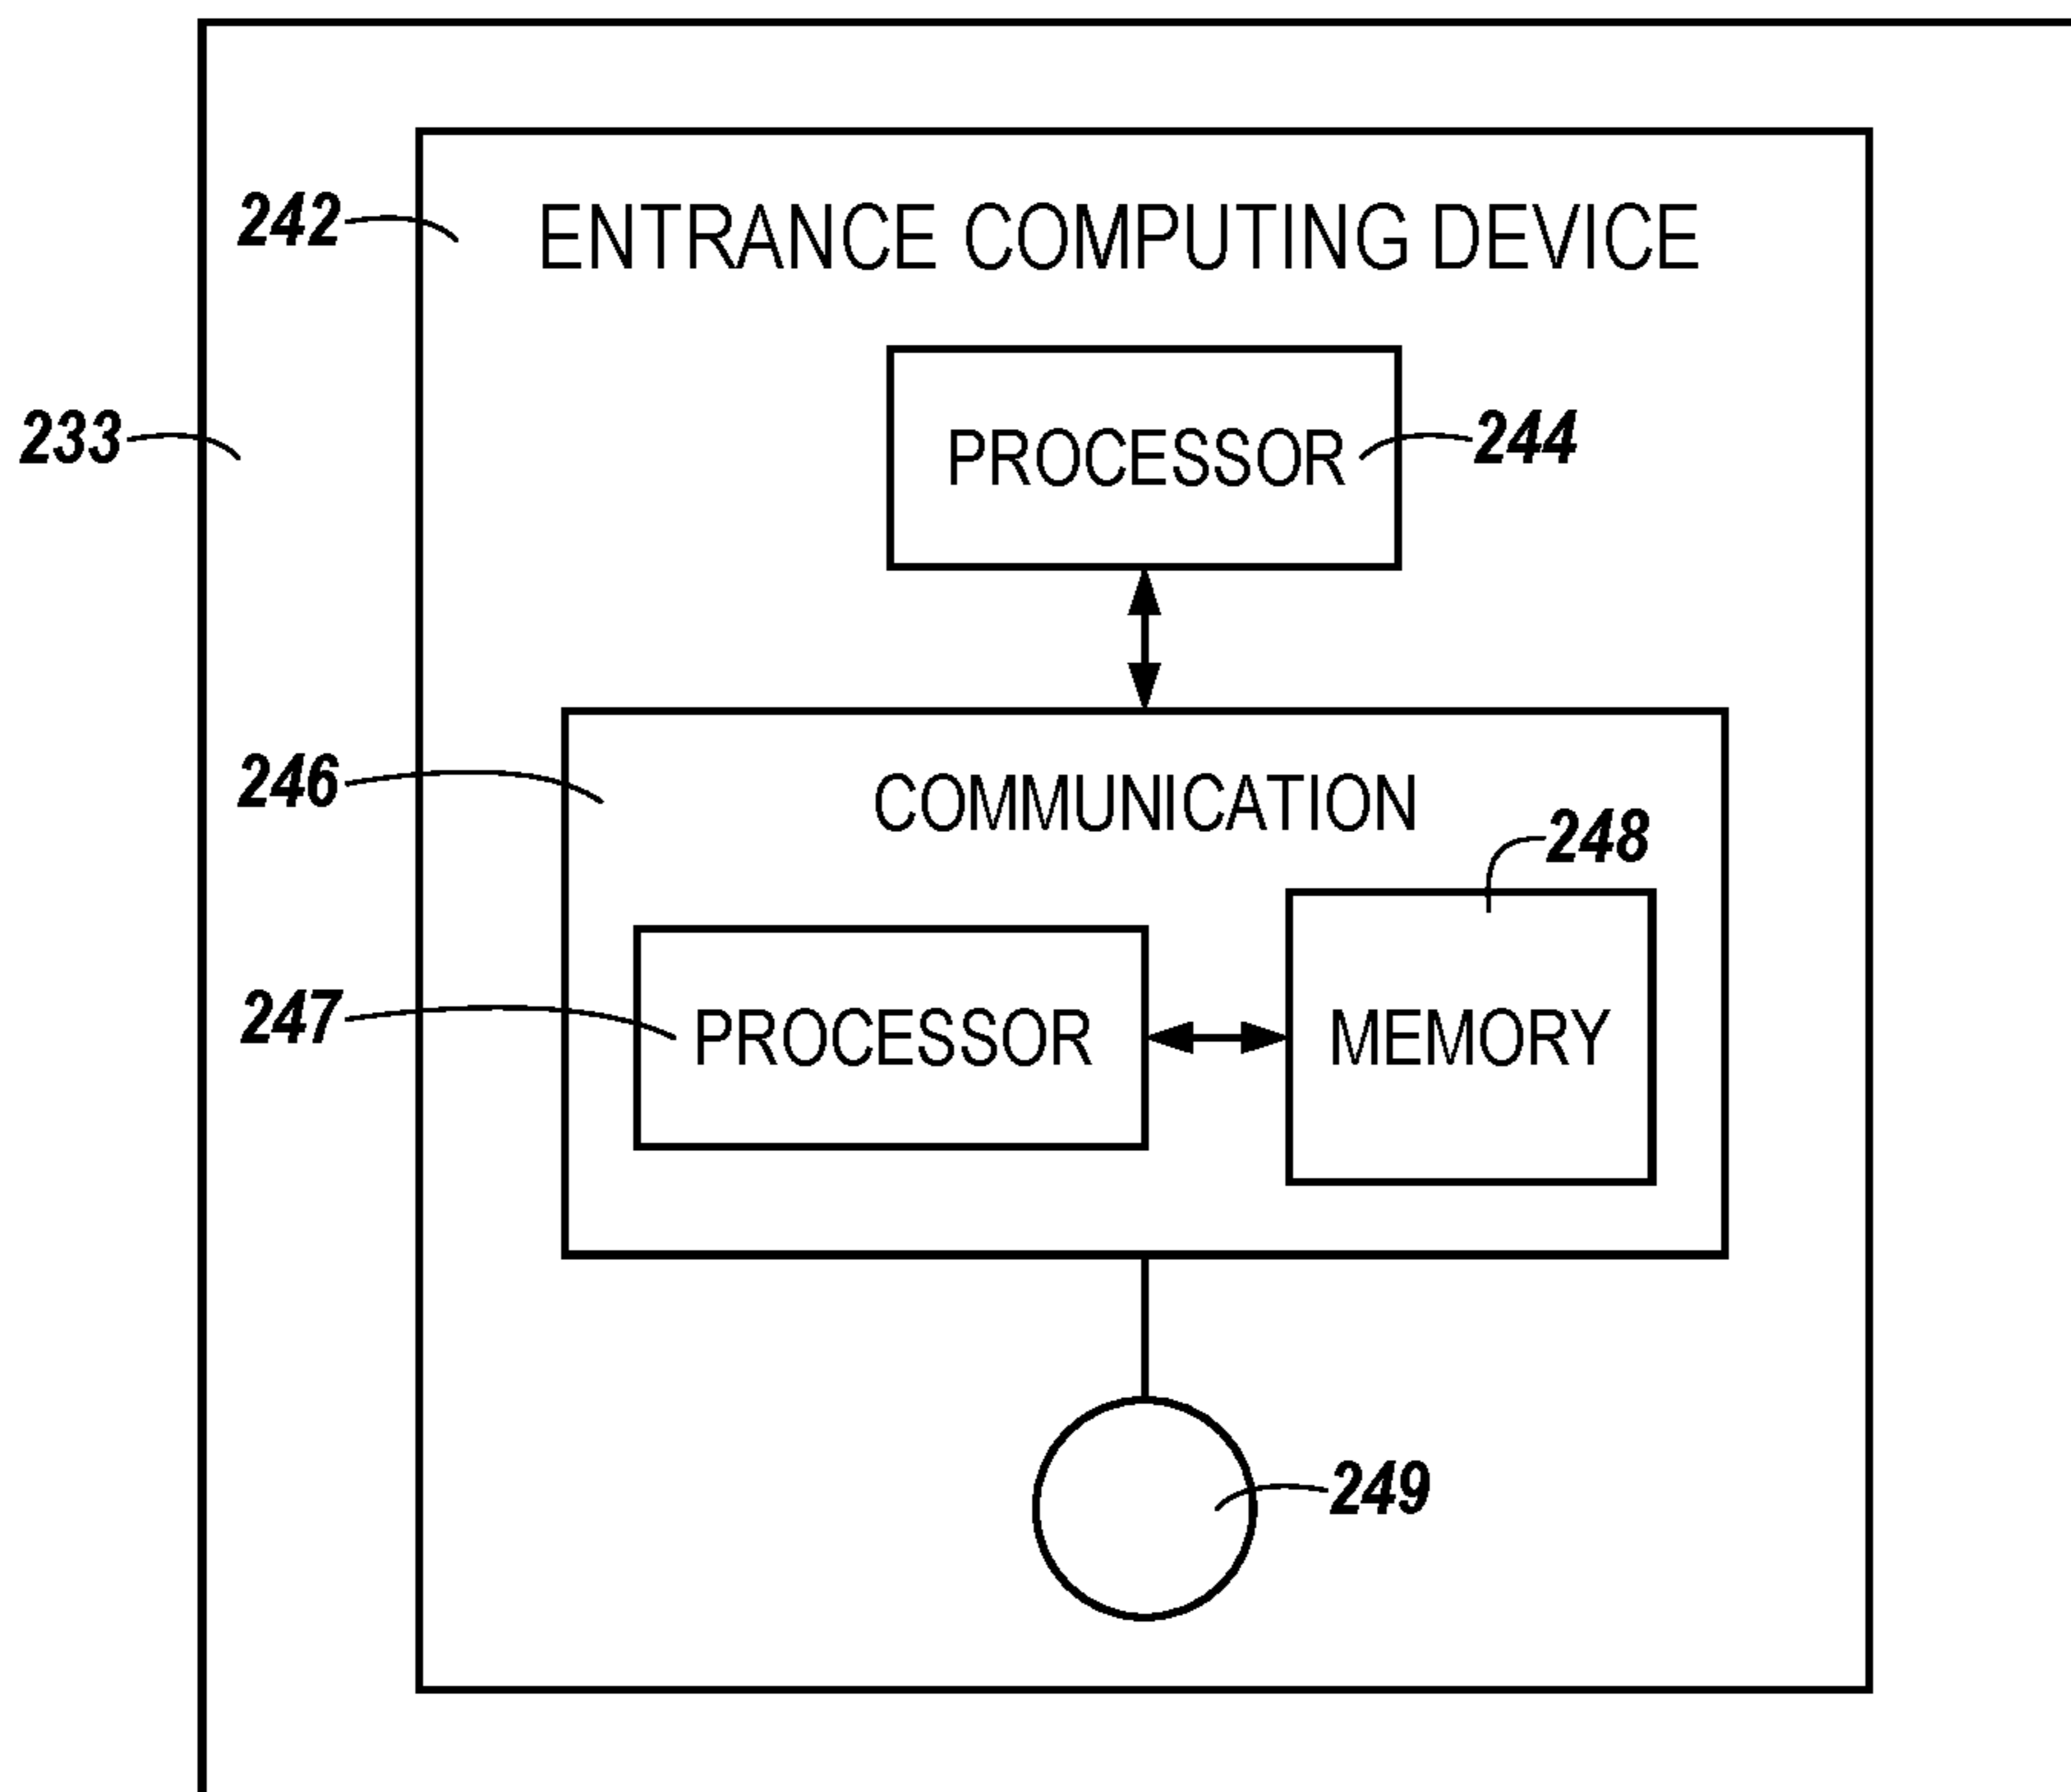 242
ENTRANCE COMPUTING DEVICE
233
PROCESSOR
244
246
COMMUNICATION
248
247
PROCESSOR
MEMORY
249